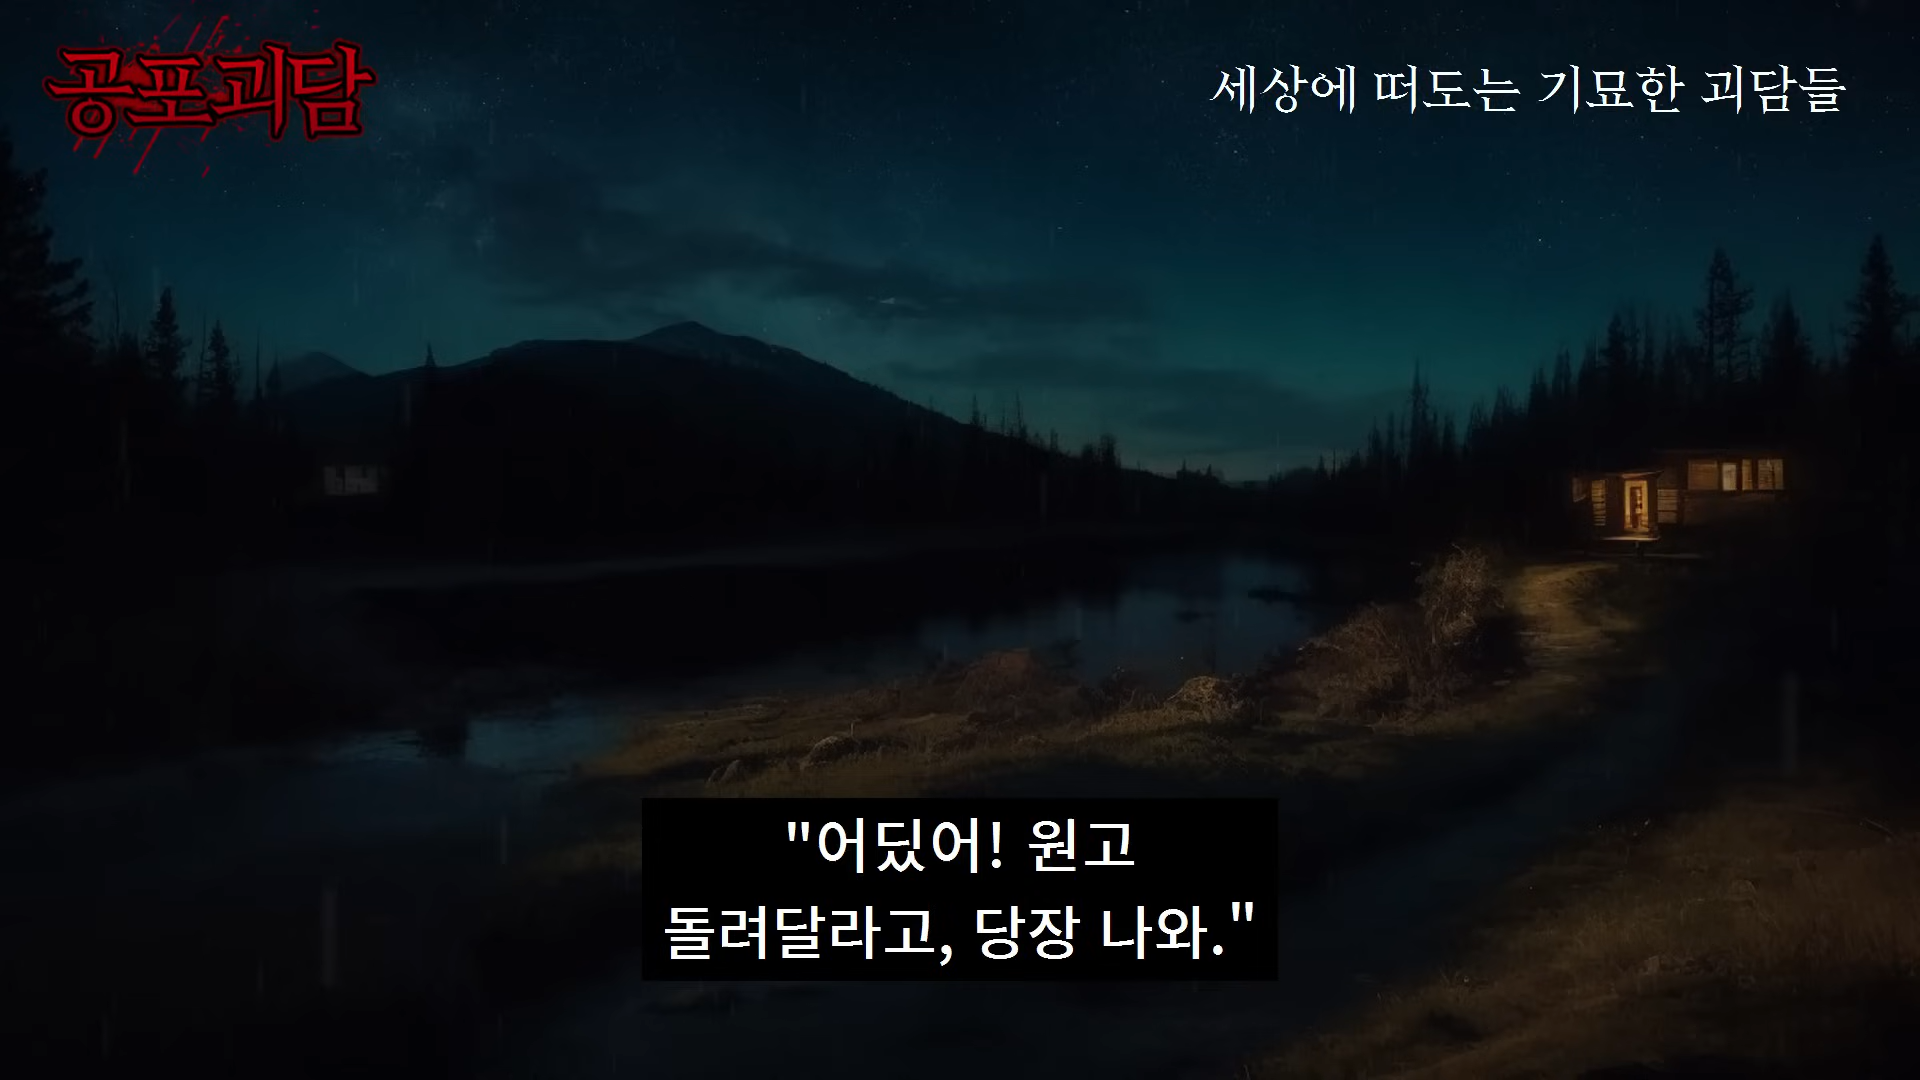 공포괴담
세상에 떠도는 기묘한 괴담들
"어딨어! 원고
돌려달라고, 당장 나와."